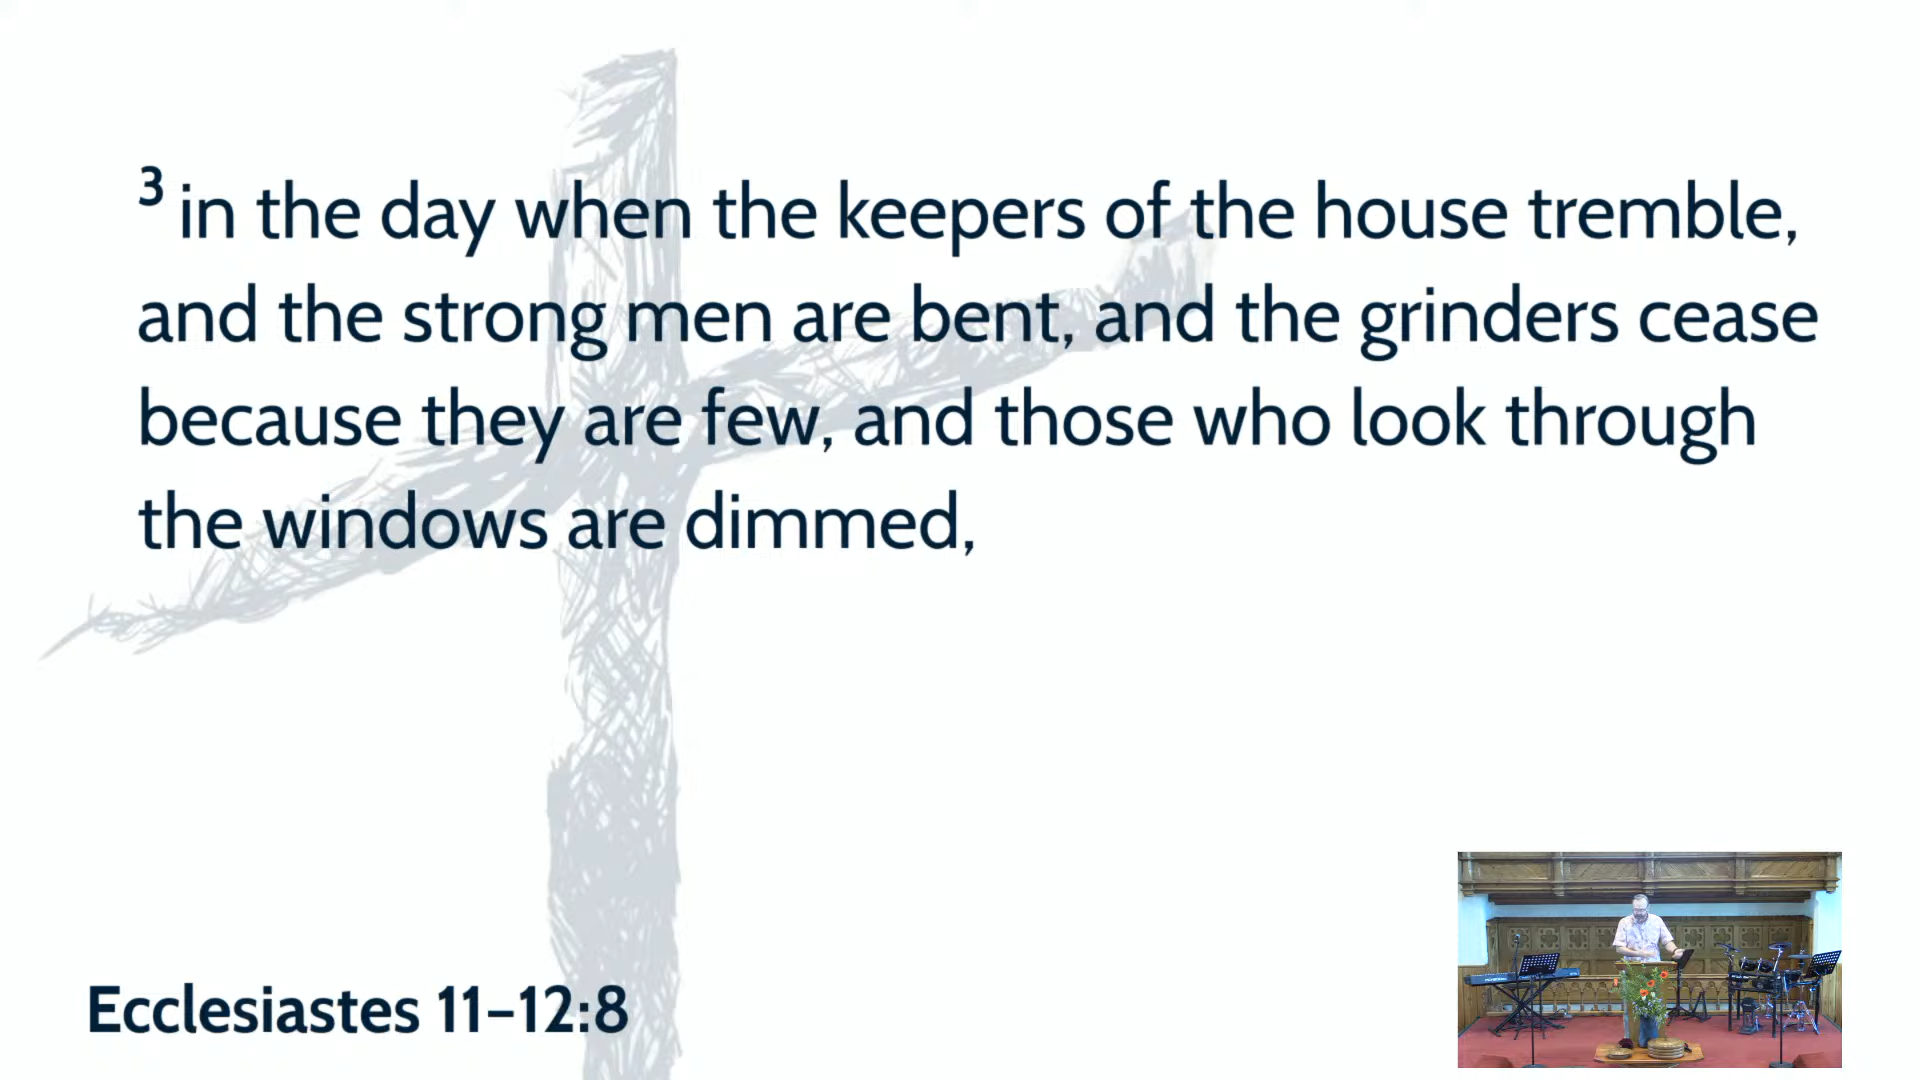 3 in the day when the keepers of the house tremble,
and the strong men are bent, and the grinders cease
because they are few, and those who look through
the windows are dimmed,
Ecclesiastes 11–12:8